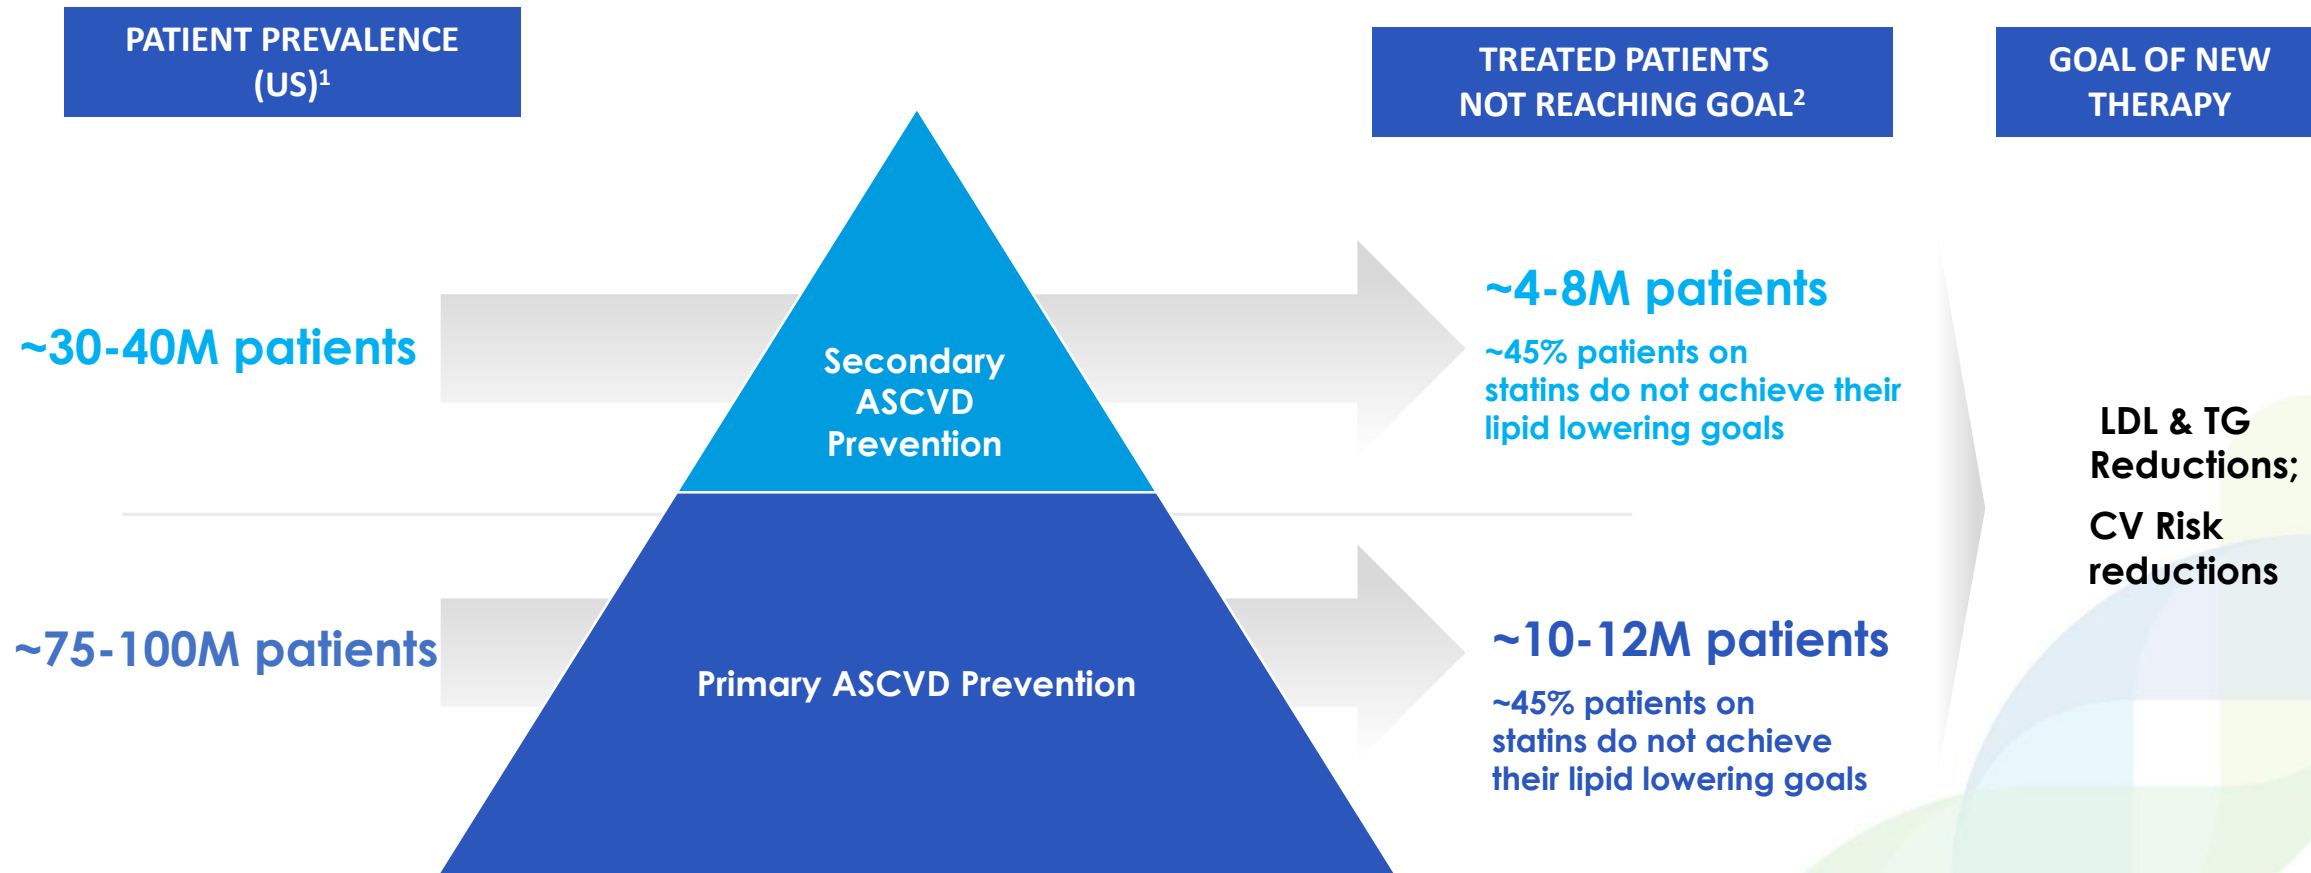 PATIENT PREVALENCE
(US)¹
TREATED PATIENTS
NOT REACHING GOAL²
GOAL OF NEW
THERAPY
~30-40M patients
Secondary
ASCVD
Prevention
~4-8M patients
~45% patients on
statins do not achieve their
lipid lowering goals
~75-100M patients
Primary ASCVD Prevention
~10-12M patients
~45% patients on
statins do not achieve
their lipid lowering goals
LDL & TG
Reductions;
CV Risk
reductions